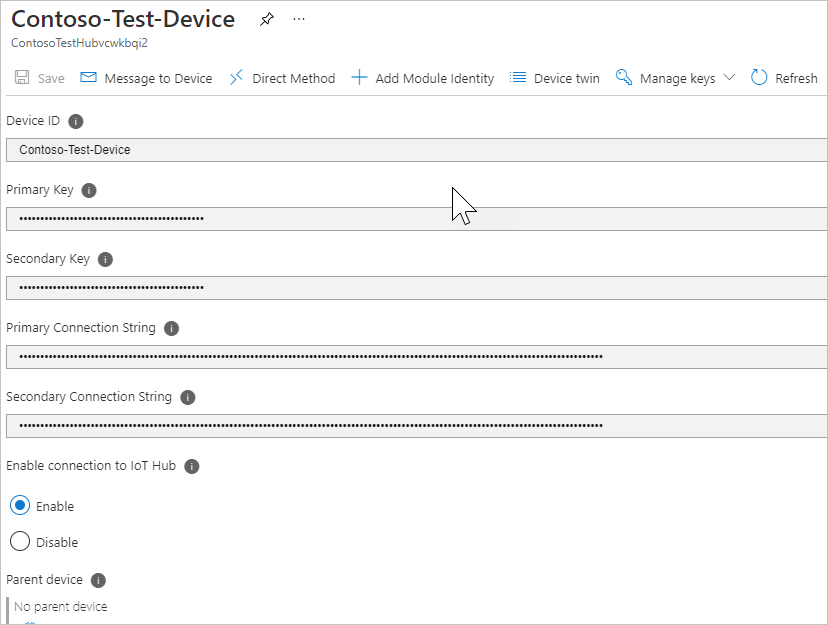 Contoso-Test-Device
ContosoTestHubvcwkbqi2
Save Message to Device Direct Method Add Module Identity Device twin Manage keys Refresh
Device ID
Contoso-Test-Device
Primary Key
Secondary Key
Primary Connection String
Secondary Connection String
Enable connection to IoT Hub
Enable
Disable
Parent device
No parent device